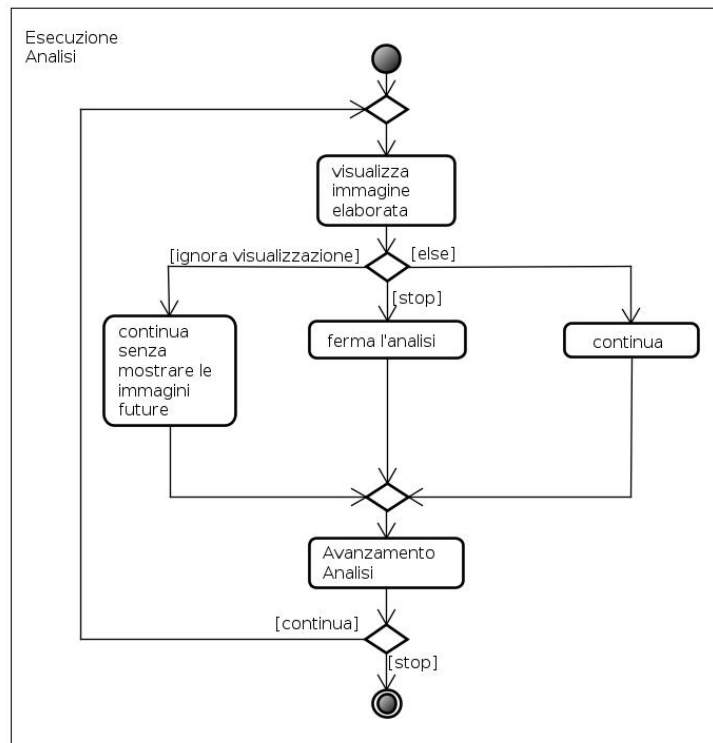 Esecuzione
Analisi
visualizza
immagine
elaborata
[ignora visualizzazione]
[else]
[stop]
continua
senza
mostrare le
immagini
future
ferma l'analisi
continua
Avanzamento
Analisi
[continua]
[stop]